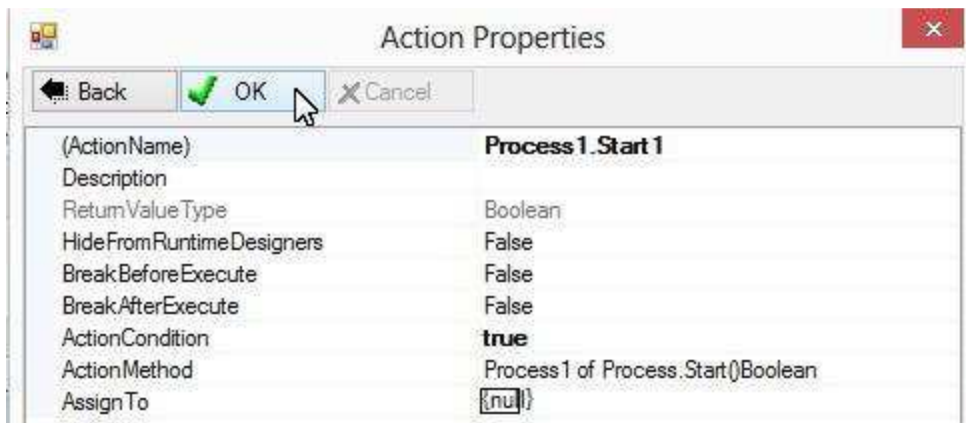 Action Properties
Back OK Cancel
(ActionName) Process1.Start1
Description
ReturnValueType Boolean
HideFromRuntimeDesigners False
BreakBeforeExecute False
BreakAfterExecute False
ActionCondition true
ActionMethod Process1 of Process.Start()Boolean
AssignTo {null}